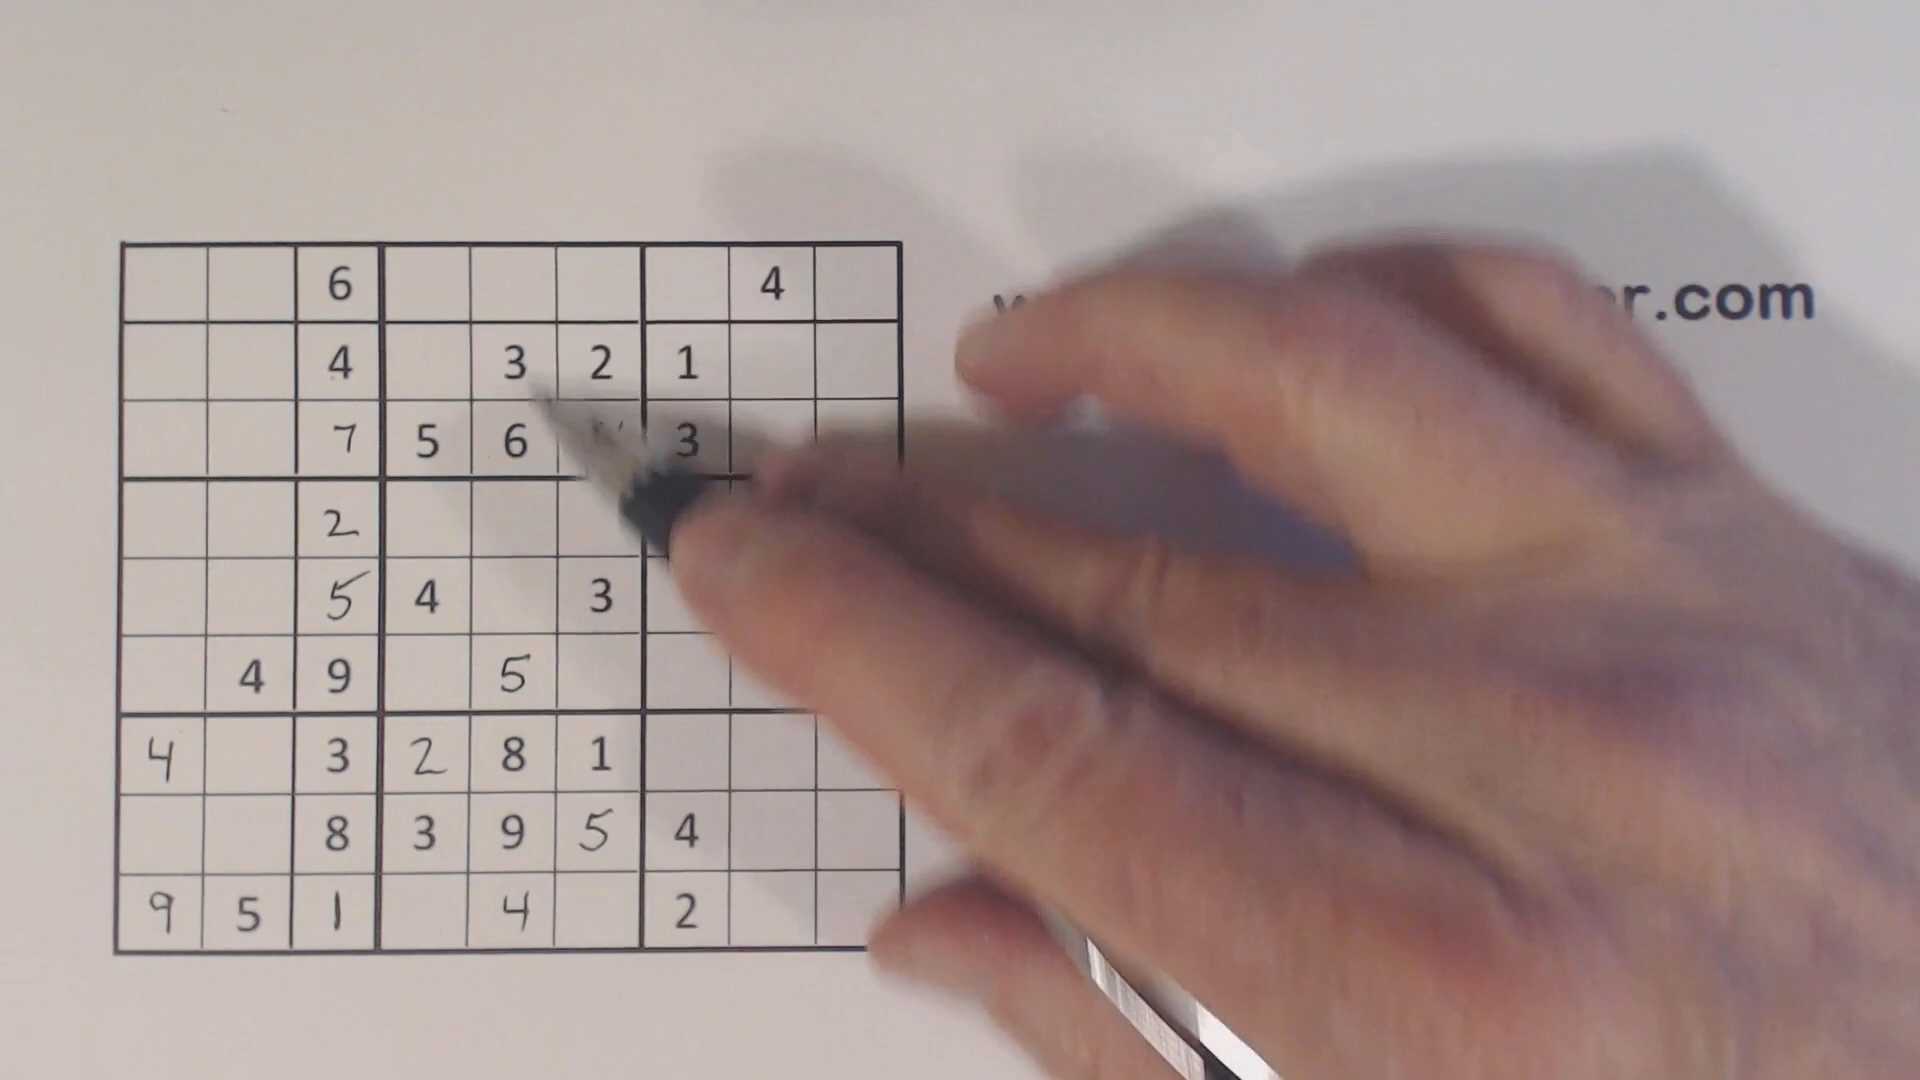 6 4
4 3 2 1
7 5 6 3
2
5 4 3
4 9 5
4 3 2 8 1
8 3 9 5 4
9 5 1 4 2
r.com